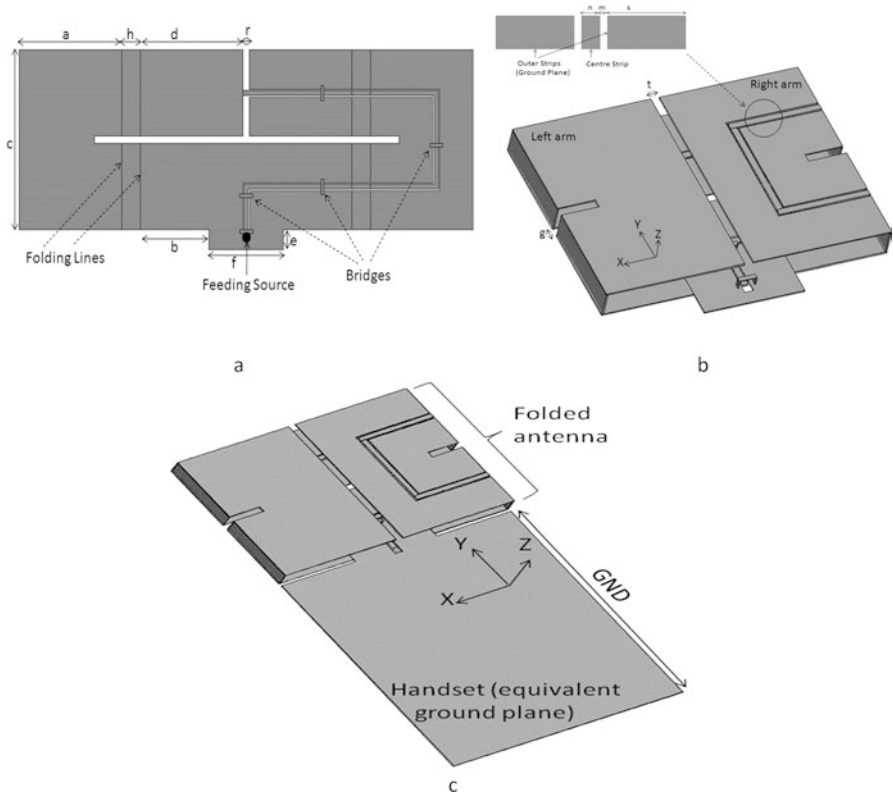 a
h
d
r
c
b
e
f
Folding Lines
Feeding Source
Bridges
a
n
m
s
Outer Strips
(Ground Plane)
Centre Strip
t
Right arm
Left arm
g
Y
Z
X
b
Folded
antenna
Y
Z
X
GND
Handset (equivalent
ground plane)
c